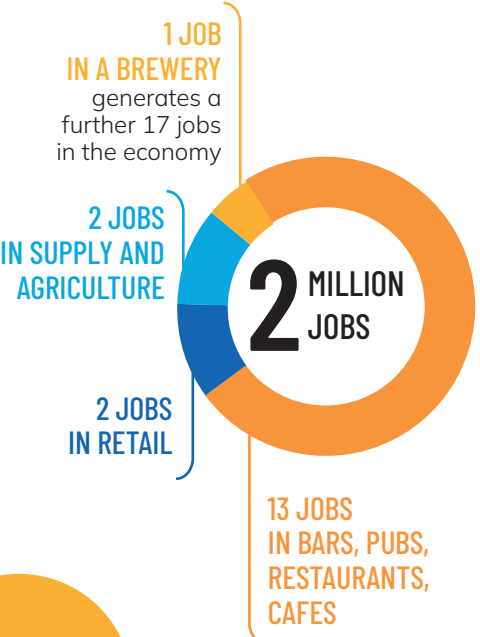 1 JOB
IN A BREWERY
generates a
further 17 jobs
in the economy
2 JOBS
IN SUPPLY AND
AGRICULTURE
2 MILLION
JOBS
2 JOBS
IN RETAIL
13 JOBS
IN BARS, PUBS,
RESTAURANTS,
CAFES